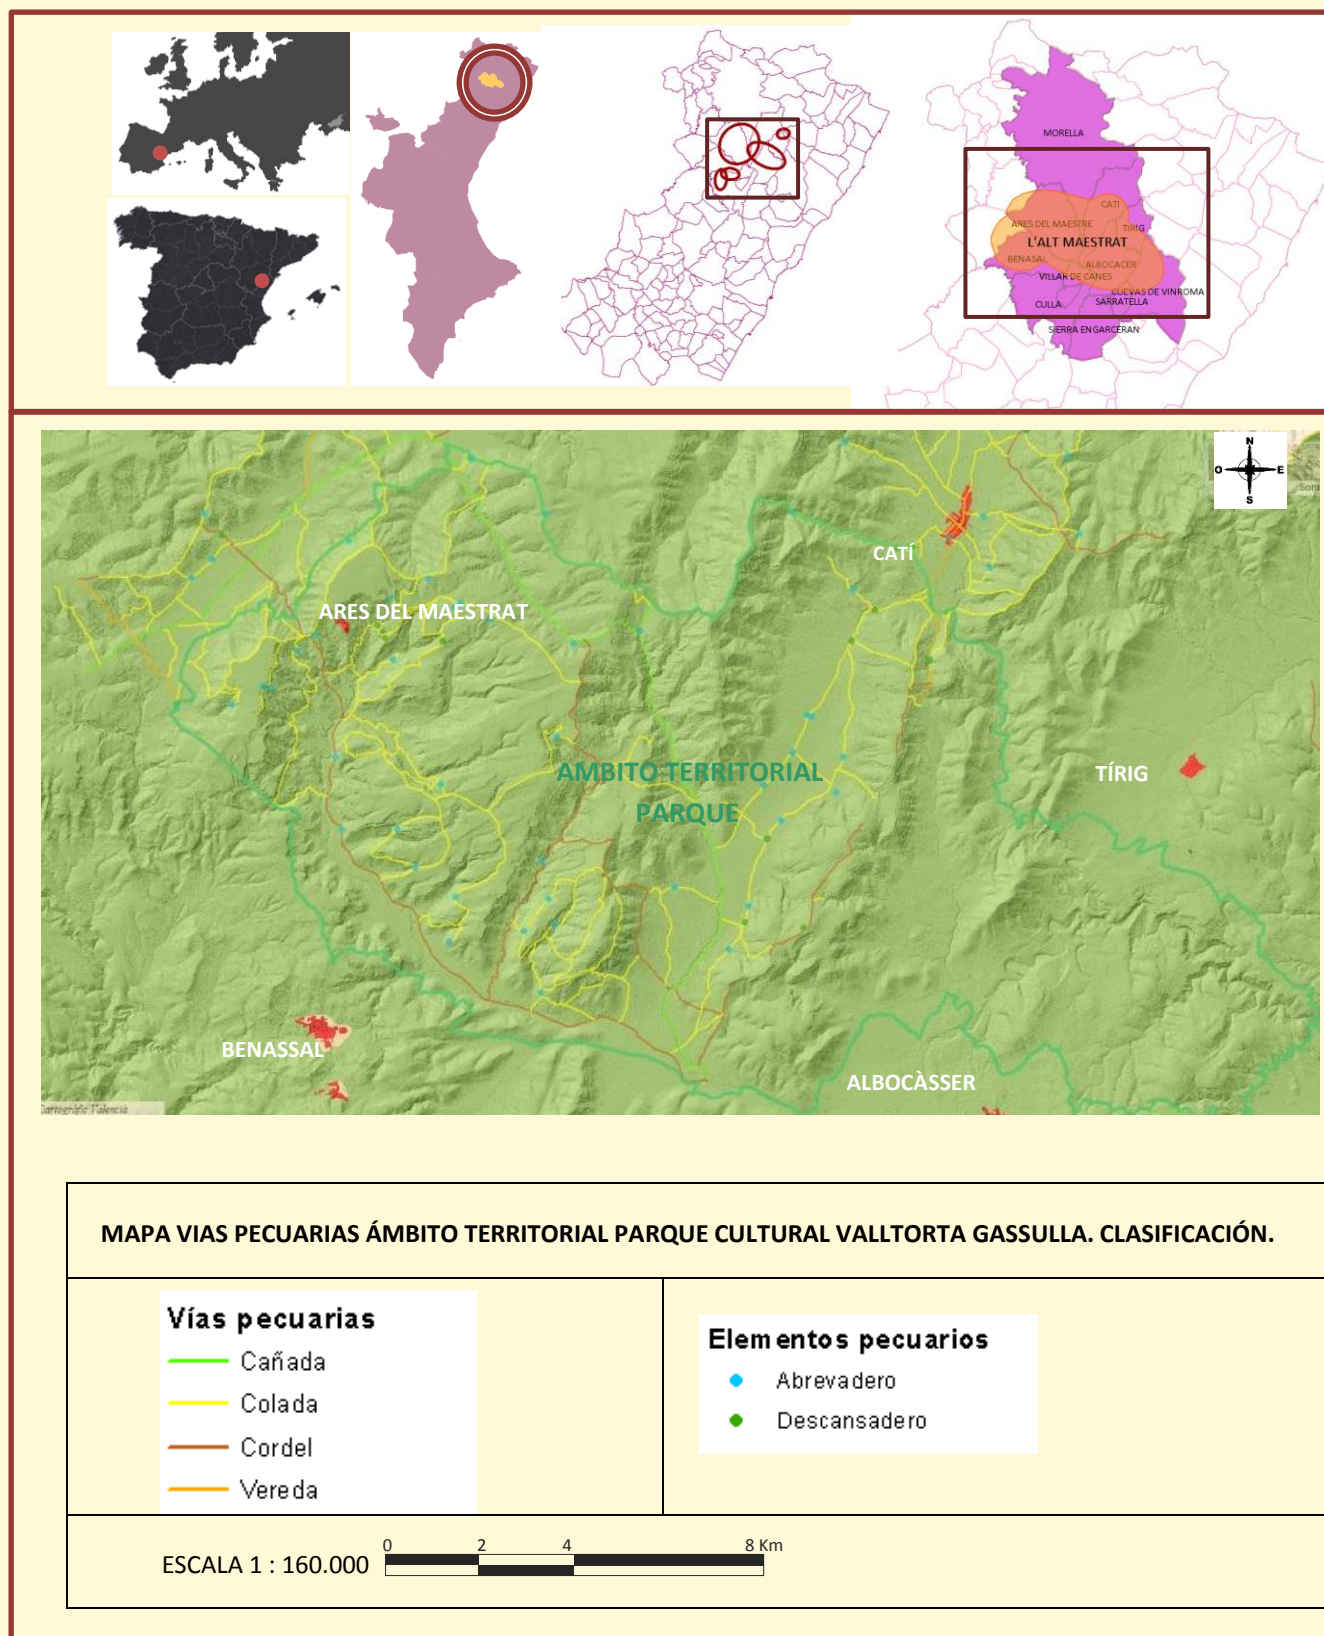 MORELLA
CATI
ARES DEL MAESTRE
TIRIG
L'ALT MAESTRAT
BENASAL
ALBOCACER
VILLAR DE CANES
CUEVAS DE VINROMA
CULLA
SARRATELLA
SIERRA ENGARCERAN
N
O E
S
CATÍ
ARES DEL MAESTRAT
AMBITO TERRITORIAL
PARQUE
TÍRIG
BENASSAL
ALBOCÀSSER
Cartogràfic Valencià
MAPA VIAS PECUARIAS ÁMBITO TERRITORIAL PARQUE CULTURAL VALLTORTA GASSULLA. CLASIFICACIÓN.
Vías pecuarias
Cañada
Colada
Cordel
Vereda
Elementos pecuarios
Abrevadero
Descansadero
0 2 4 8 Km
ESCALA 1 : 160.000